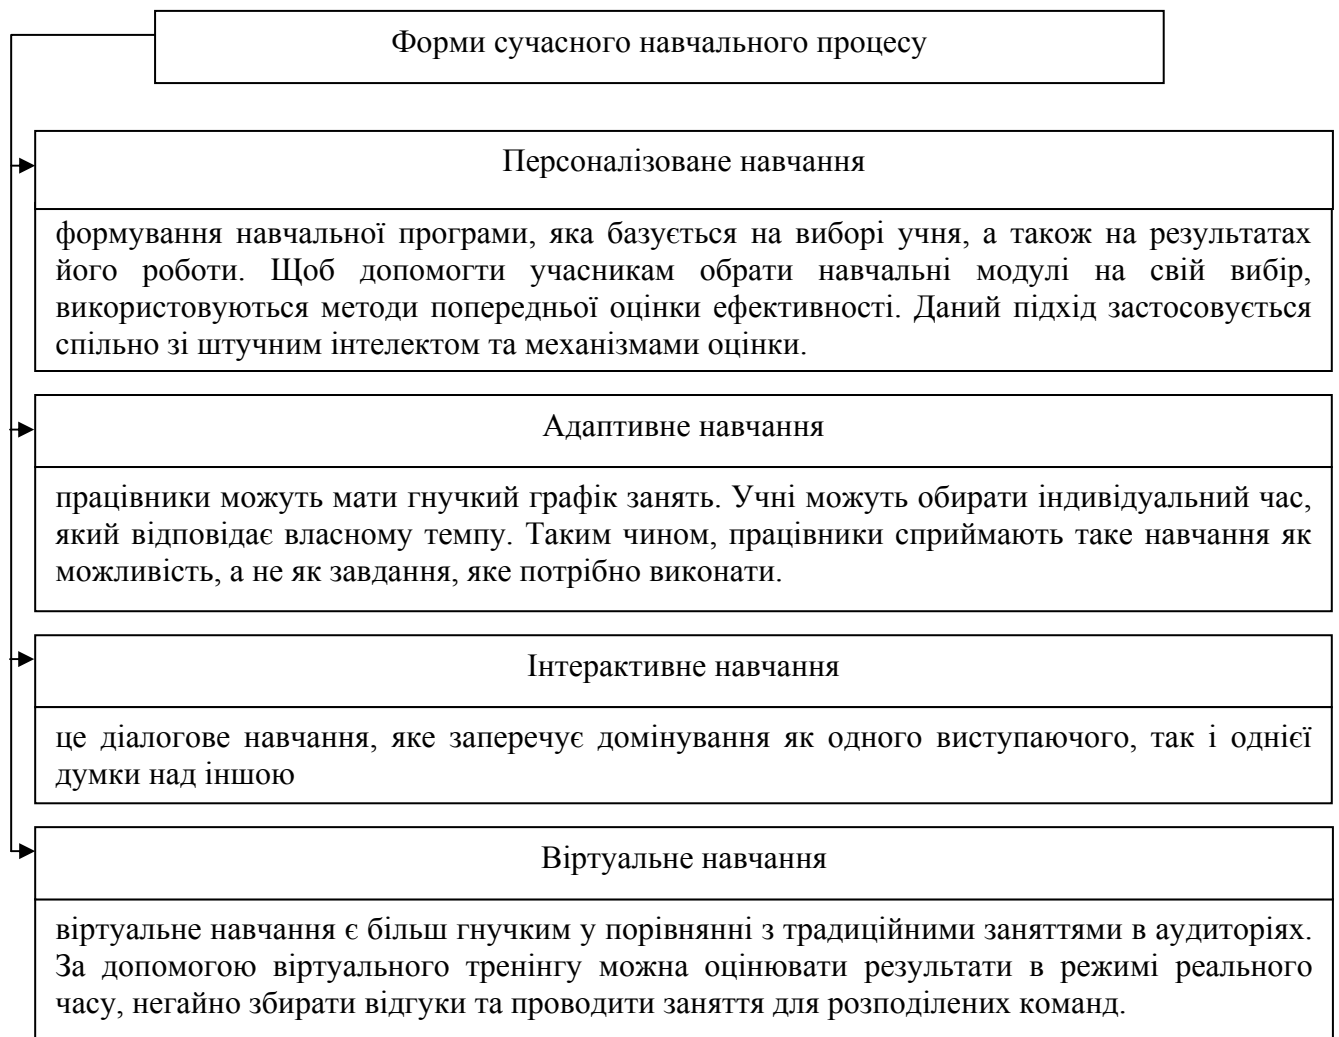 Форми сучасного навчального процесу
Персоналізоване навчання
формування навчальної програми, яка базується на виборі учня, а також на результатах
його роботи. Щоб допомогти учасникам обрати навчальні модулі на свій вибір,
використовуються методи попередньої оцінки ефективності. Даний підхід застосовується
спільно зі штучним інтелектом та механізмами оцінки.
Адаптивне навчання
працівники можуть мати гнучкий графік занять. Учні можуть обирати індивідуальний час,
який відповідає власному темпу. Таким чином, працівники сприймають таке навчання як
можливість, а не як завдання, яке потрібно виконати.
Інтерактивне навчання
це діалогове навчання, яке заперечує домінування як одного виступаючого, так і однієї
думки над іншою
Віртуальне навчання
віртуальне навчання є більш гнучким у порівнянні з традиційними заняттями в аудиторіях.
За допомогою віртуального тренінгу можна оцінювати результати в режимі реального
часу, негайно збирати відгуки та проводити заняття для розподілених команд.